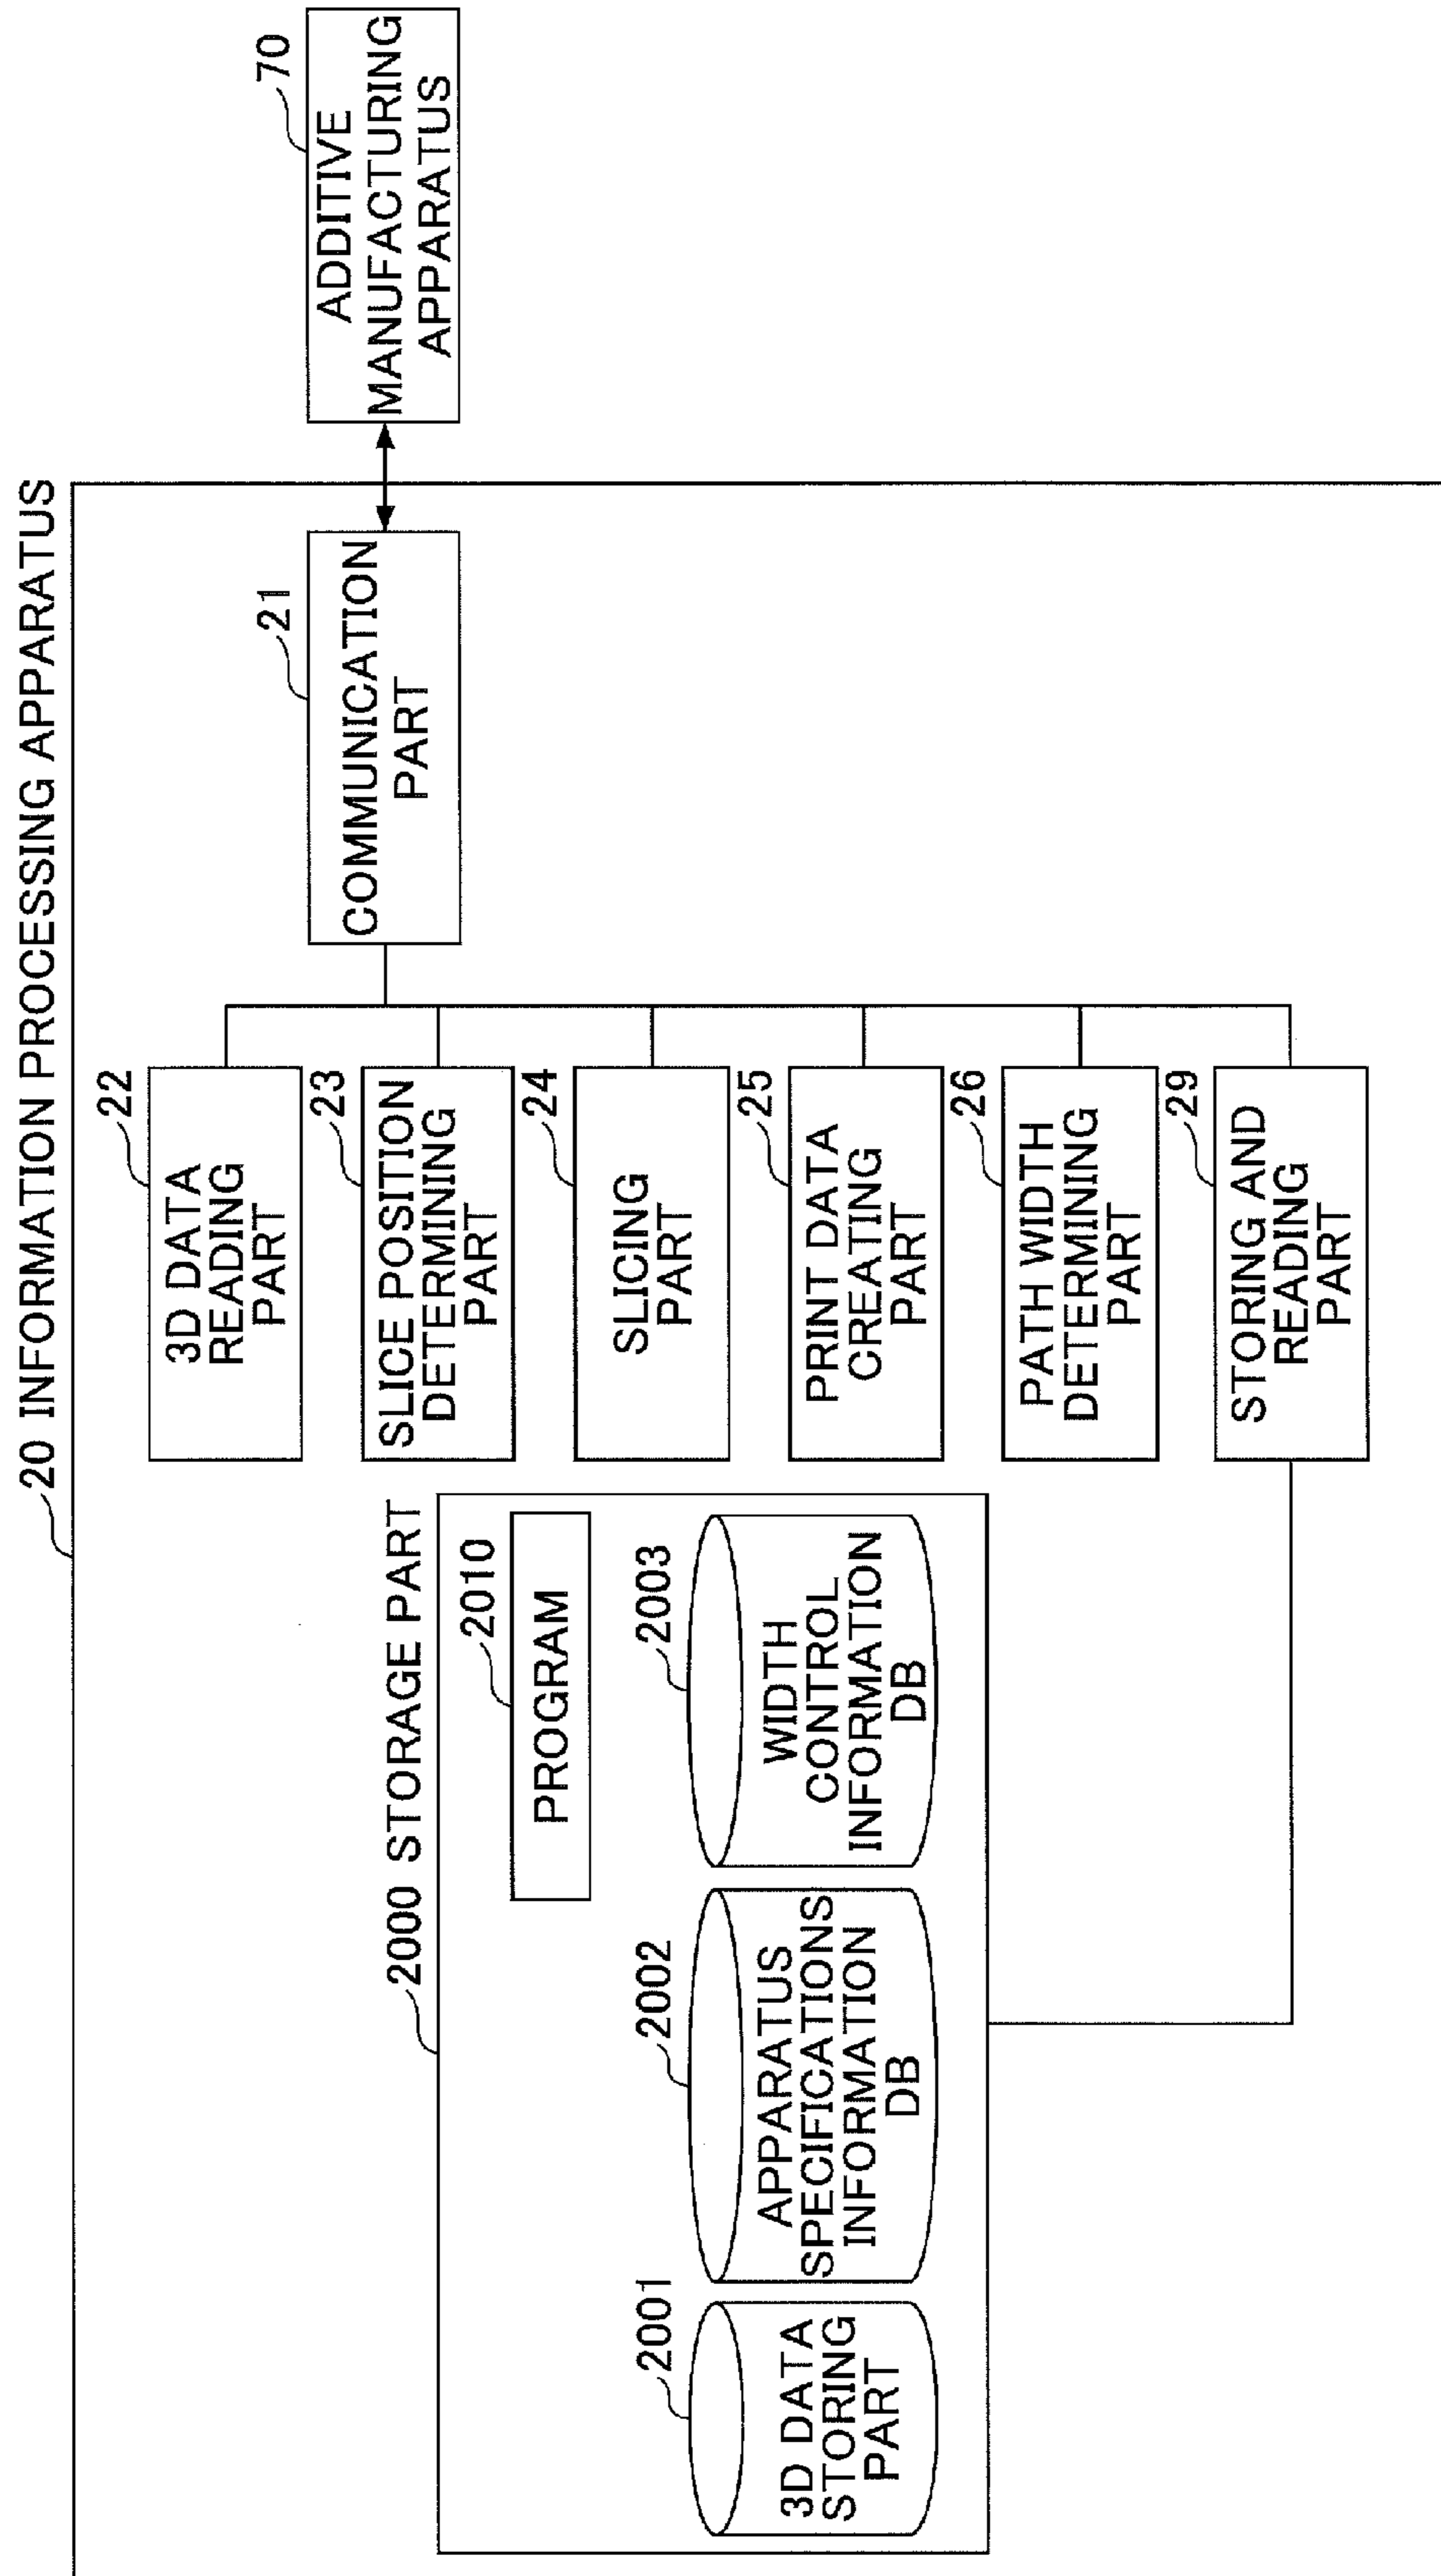 20 INFORMATION PROCESSING APPARATUS
70
ADDITIVE
MANUFACTURING
APPARATUS
21
COMMUNICATION
PART
22
3D DATA
READING
PART
23
SLICE POSITION
DETERMINING
PART
24
SLICING
PART
25
PRINT DATA
CREATING
PART
26
PATH WIDTH
DETERMINING
PART
29
STORING AND
READING
PART
2000 STORAGE PART
2010
PROGRAM
2001
3D DATA
STORING
PART
2002
APPARATUS
SPECIFICATIONS
INFORMATION
DB
2003
WIDTH
CONTROL
INFORMATION
DB